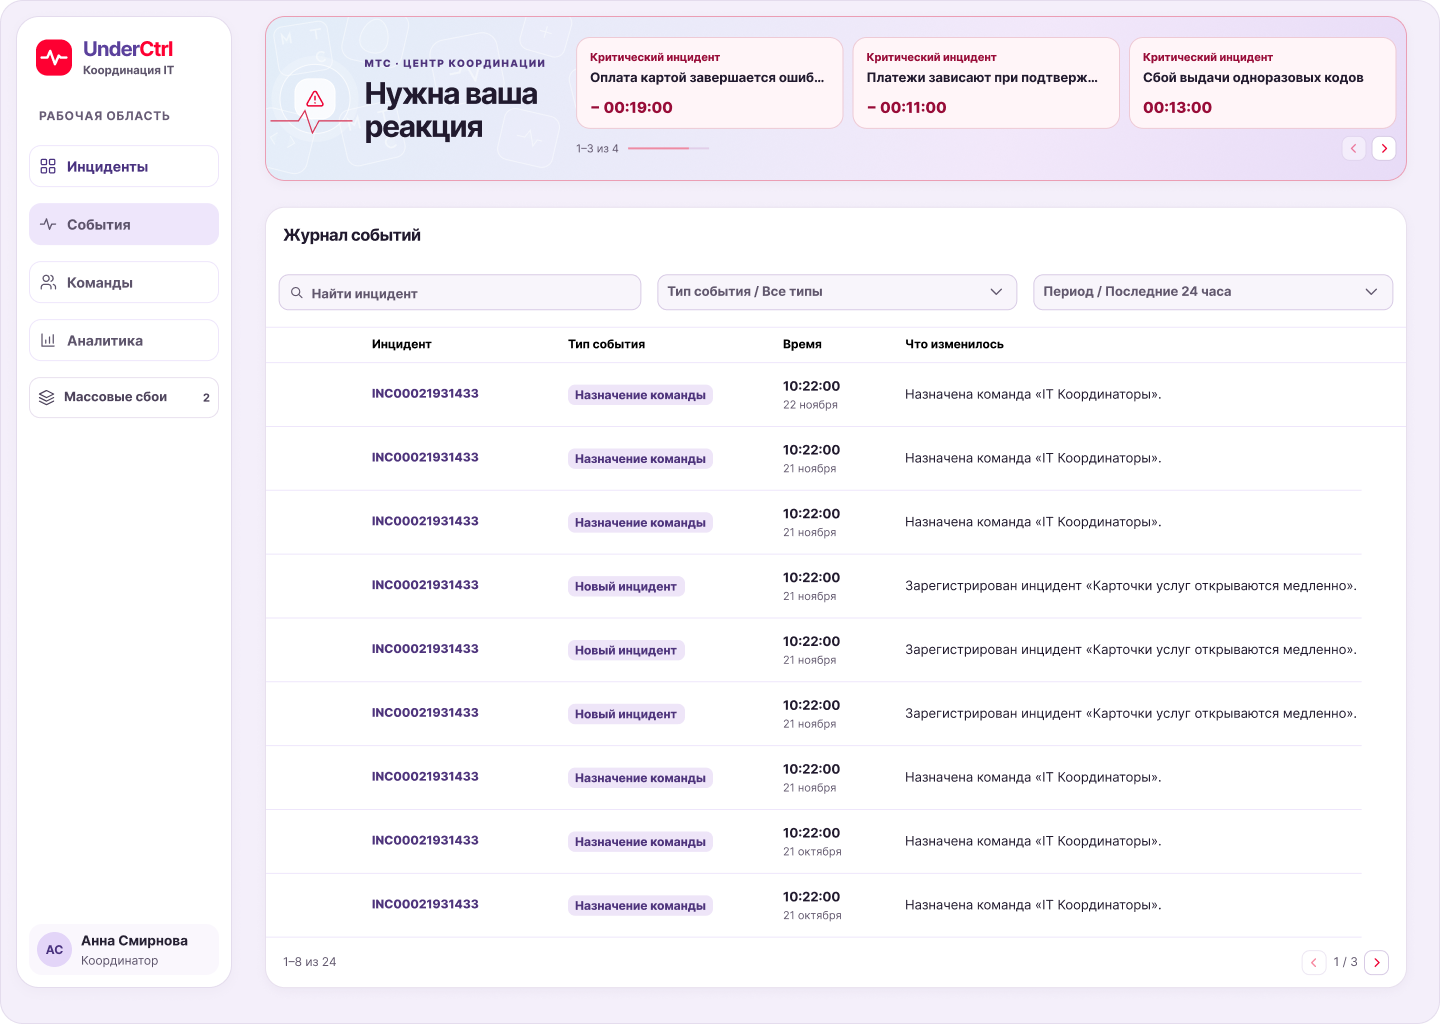 UnderCtrl
Координация IT
РАБОЧАЯ ОБЛАСТЬ
Инциденты
События
Команды
Аналитика
Массовые сбои 2
АС
Анна Смирнова
Координатор
М Т С
МТС · ЦЕНТР КООРДИНАЦИИ
Нужна ваша
реакция
Критический инцидент
Оплата картой завершается ошиб...
− 00:19:00
Критический инцидент
Платежи зависают при подтверж...
− 00:11:00
Критический инцидент
Сбой выдачи одноразовых кодов
00:13:00
1–3 из 4
Журнал событий
Найти инцидент
Тип события / Все типы
Период / Последние 24 часа
Инцидент Тип события Время Что изменилось
INC00021931433 Назначение команды 10:22:00 Назначена команда «IT Координаторы».
22 ноября
INC00021931433 Назначение команды 10:22:00 Назначена команда «IT Координаторы».
21 ноября
INC00021931433 Назначение команды 10:22:00 Назначена команда «IT Координаторы».
21 ноября
INC00021931433 Новый инцидент 10:22:00 Зарегистрирован инцидент «Карточки услуг открываются медленно».
21 ноября
INC00021931433 Новый инцидент 10:22:00 Зарегистрирован инцидент «Карточки услуг открываются медленно».
21 ноября
INC00021931433 Новый инцидент 10:22:00 Зарегистрирован инцидент «Карточки услуг открываются медленно».
21 ноября
INC00021931433 Назначение команды 10:22:00 Назначена команда «IT Координаторы».
21 ноября
INC00021931433 Назначение команды 10:22:00 Назначена команда «IT Координаторы».
21 октября
INC00021931433 Назначение команды 10:22:00 Назначена команда «IT Координаторы».
21 октября
1–8 из 24
1 / 3